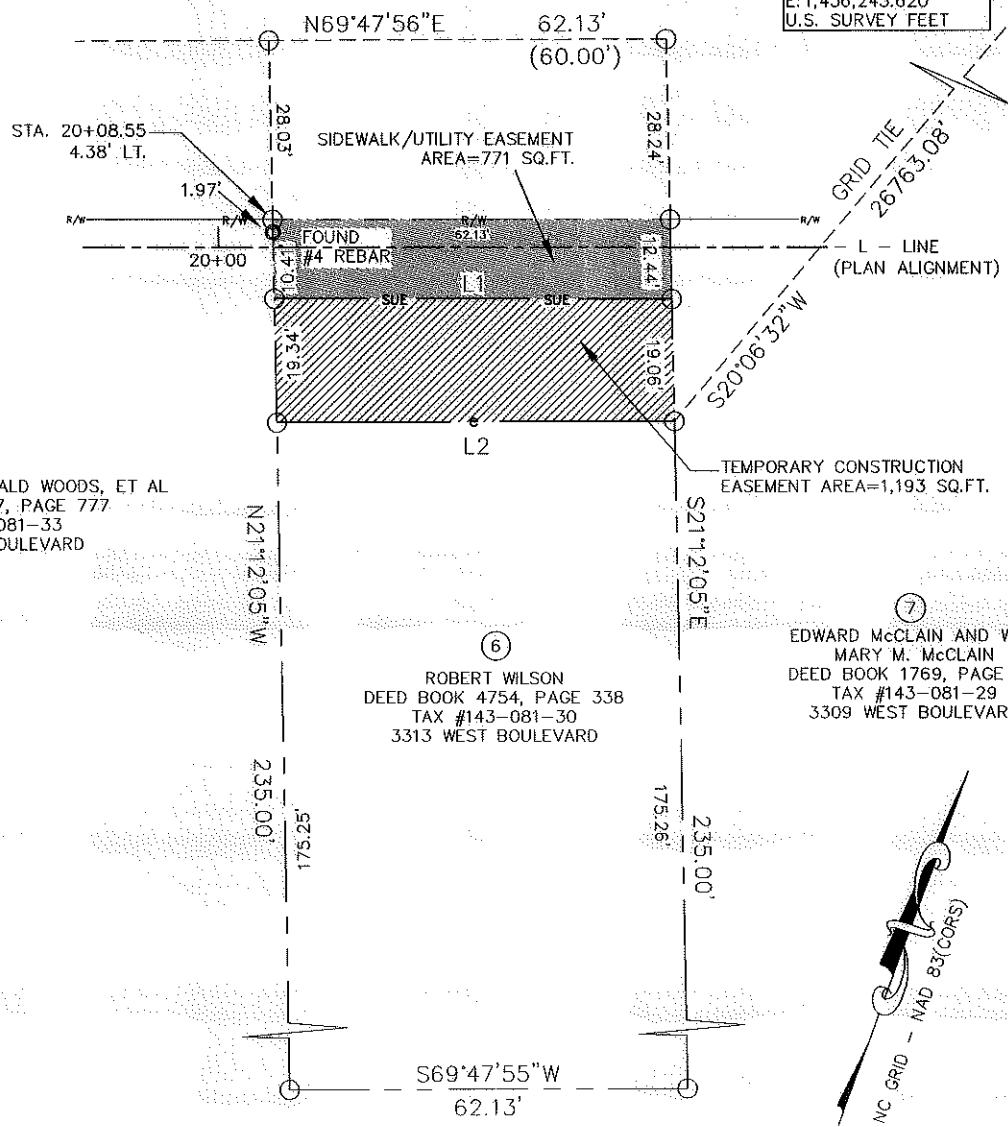 E: 1,436,243.620
U.S. SURVEY FEET
N69°47'56"E 62.13'
(60.00')
28.03'
28.24'
STA. 20+08.55
4.38' LT.
1.97'
SIDEWALK/UTILITY EASEMENT
AREA=771 SQ.FT.
GRID TIE
26763.08'
S20°06'32"W
R/W
R/W
R/W
R/W
62.13'
20+00
FOUND
#4 REBAR
10.41'
12.44'
L1
L - LINE
(PLAN ALIGNMENT)
SUE
SUE
19.34'
19.06'
e
L2
TEMPORARY CONSTRUCTION
EASEMENT AREA=1,193 SQ.FT.
ALD WOODS, ET AL
7, PAGE 777
081-33
OULEVARD
N21°12'05"W
S21°12'05"E
6
ROBERT WILSON
DEED BOOK 4754, PAGE 338
TAX #143-081-30
3313 WEST BOULEVARD
7
EDWARD McCLAIN AND W
MARY M. McCLAIN
DEED BOOK 1769, PAGE
TAX #143-081-29
3309 WEST BOULEVAR
235.00'
175.25'
175.26'
235.00'
NC GRID - NAD 83(CORS)
S69°47'55"W
62.13'